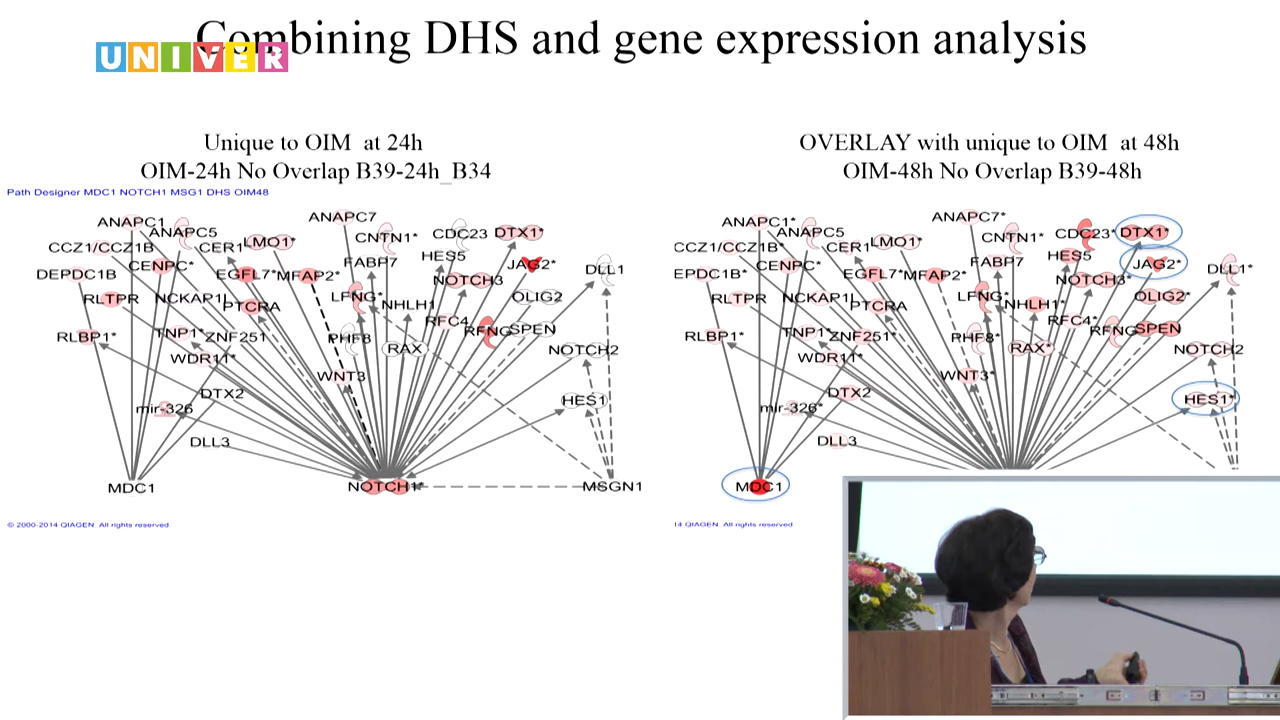 Combining DHS and gene expression analysis
UNIVER
Unique to OIM at 24h
OIM-24h No Overlap B39-24h_B34
Path Designer MDC1 NOTCH1 MSG1 DHS OIM48
ANAPC1
ANAPC5
ANAPC7
CCZ1/CCZ1B
CER1
LMO1*
CNTN1*
CDC23
DTX1*
DEPDC1B
CENPC*
EGFL7*
MFAP2*
FABP7
HES5
JAG2*
DLL1
RLTPR
NCKAP1L
PTCRA
LFNG*
NHLH1
NOTCH3
OLIG2
RLBP1*
TNP1*
ZNF251
PHF8
RAX
RFC4
RFNG
SPEN
NOTCH2
WDR11*
WNT3
mir-326
DTX2
HES1
DLL3
MDC1
NOTCH1*
MSGN1
© 2000-2014 QIAGEN All rights reserved
OVERLAY with unique to OIM at 48h
OIM-48h No Overlap B39-48h
ANAPC1*
ANAPC5
ANAPC7*
CCZ1/CCZ1B*
CER1
LMO1*
CNTN1*
CDC23*
DTX1*
EPDC1B*
CENPC*
EGFL7*
MFAP2*
FABP7
HES5
JAG2*
DLL1*
RLTPR
NCKAP1L
PTCRA
LFNG*
NHLH1*
NOTCH3*
OLIG2*
RLBP1*
TNP1*
ZNF251*
PHF8*
RAX*
RFC4*
RFNG
SPEN
NOTCH2
WDR11*
WNT3*
mir-326*
DTX2
HES1*
DLL3
MDC1
14 QIAGEN All rights reserved